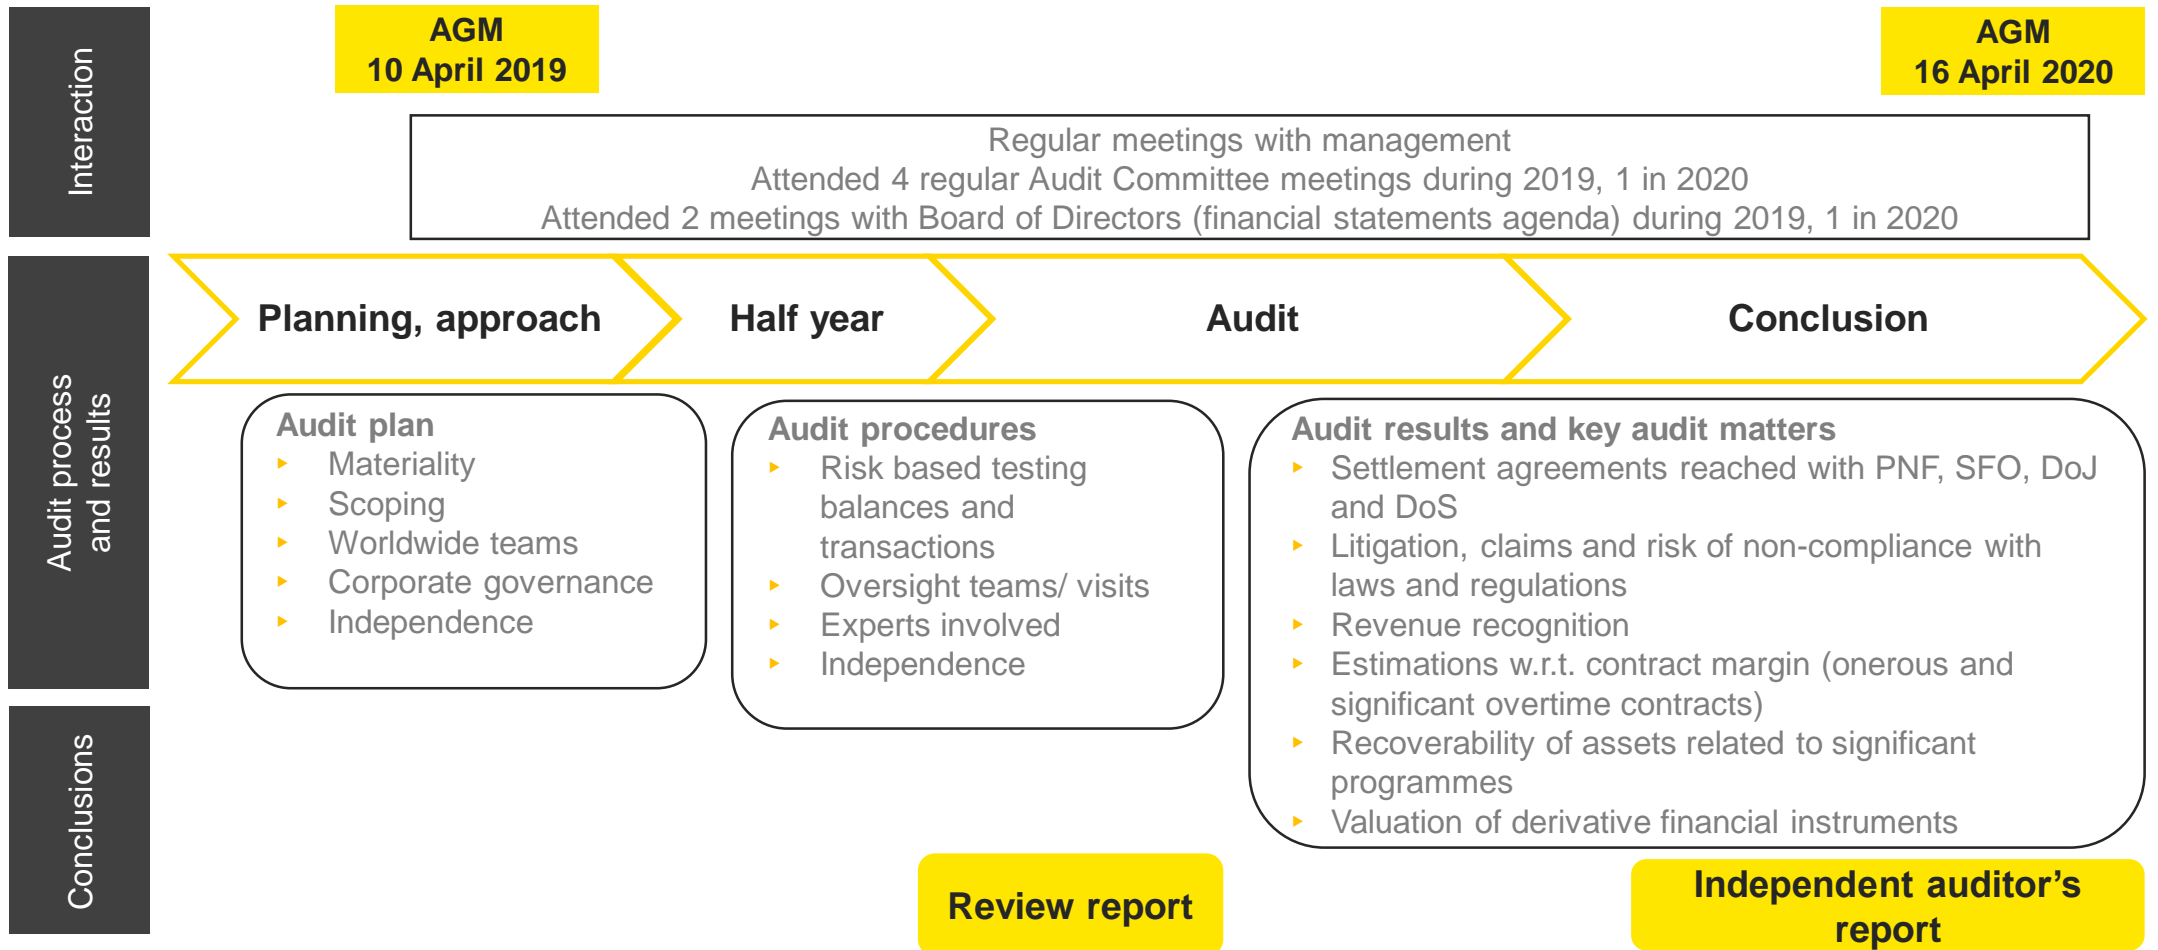 Interaction
AGM
10 April 2019
AGM
16 April 2020
Regular meetings with management
Attended 4 regular Audit Committee meetings during 2019, 1 in 2020
Attended 2 meetings with Board of Directors (financial statements agenda) during 2019, 1 in 2020
Audit process
and results
Planning, approach
Half year
Audit
Conclusion
Audit plan
▸ Materiality
▸ Scoping
▸ Worldwide teams
▸ Corporate governance
▸ Independence
Audit procedures
▸ Risk based testing
balances and
transactions
▸ Oversight teams/ visits
▸ Experts involved
▸ Independence
Audit results and key audit matters
▸ Settlement agreements reached with PNF, SFO, DoJ
and DoS
▸ Litigation, claims and risk of non-compliance with
laws and regulations
▸ Revenue recognition
▸ Estimations w.r.t. contract margin (onerous and
significant overtime contracts)
▸ Recoverability of assets related to significant
programmes
▸ Valuation of derivative financial instruments
Conclusions
Review report
Independent auditor's
report